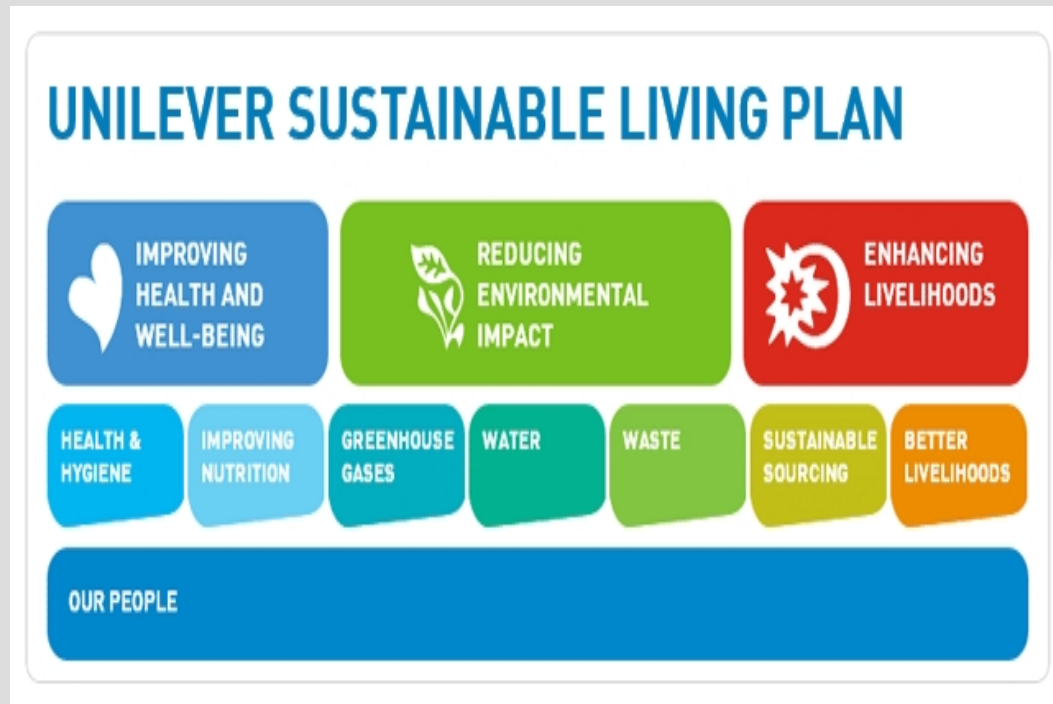 UNILEVER SUSTAINABLE LIVING PLAN
IMPROVING
HEALTH AND
WELL-BEING
REDUCING
ENVIRONMENTAL
IMPACT
ENHANCING
LIVELIHOODS
HEALTH &
HYGIENE
IMPROVING
NUTRITION
GREENHOUSE
GASES
WATER
WASTE
SUSTAINABLE
SOURCING
BETTER
LIVELIHOODS
OUR PEOPLE